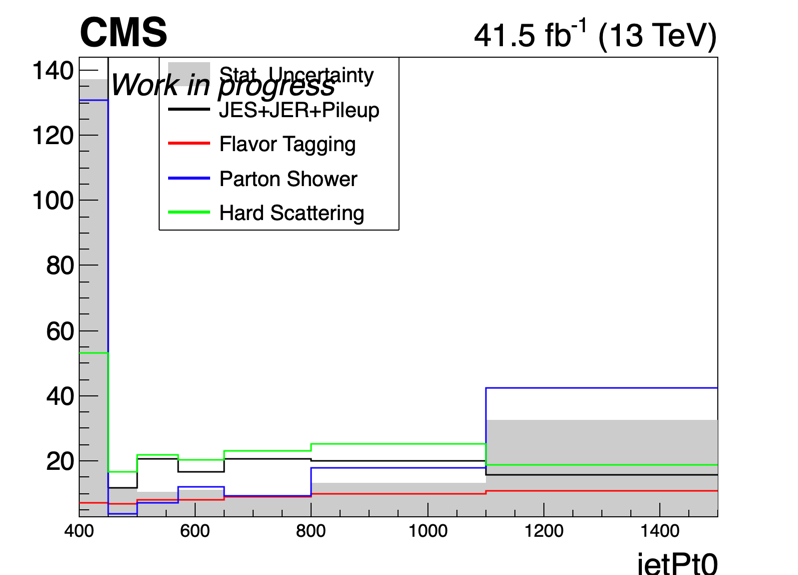 CMS
41.5 fb-1 (13 TeV)
Work in progress
Stat. Uncertainty
JES+JER+Pileup
Flavor Tagging
Parton Shower
Hard Scattering
140
120
100
80
60
40
20
400 600 800 1000 1200 1400
jetPt0